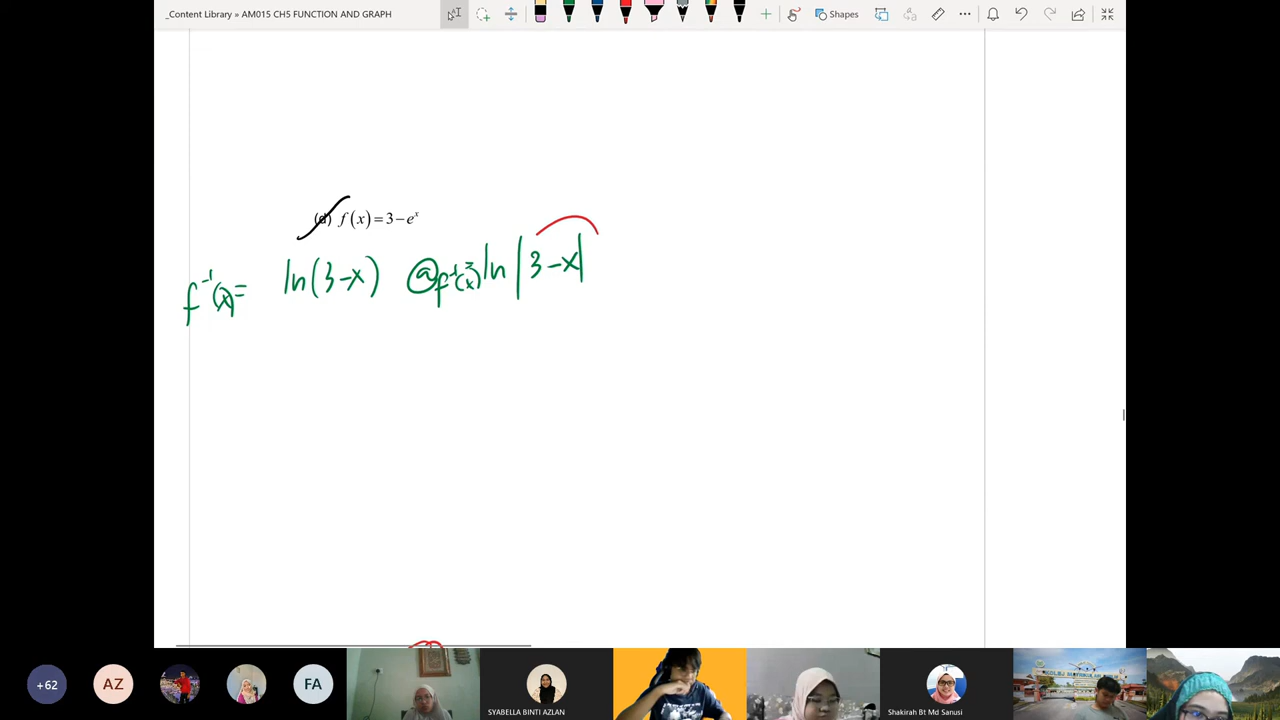 _Content Library » AM015 CH5 FUNCTION AND GRAPH
Shapes
(d) f(x)=3−eˣ
f⁻¹(x)= ln(3−x) @ f⁻¹(x)= ln|3−x|
+62
AZ
FA
SYABELLA BINTI AZLAN
Shakirah Bt Md Sanusi